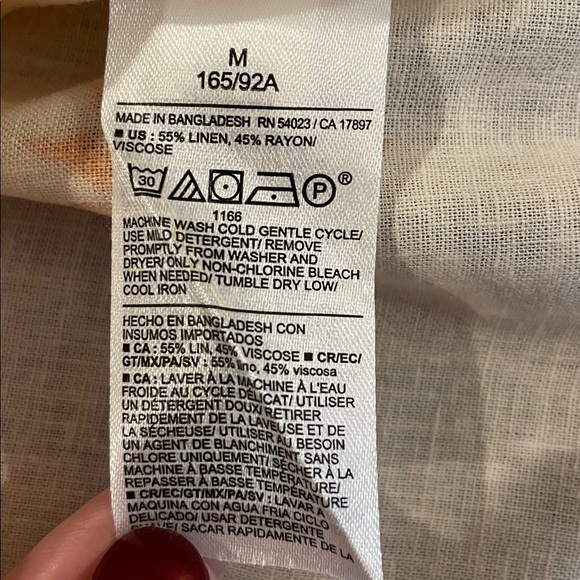 M
165/92A
MADE IN BANGLADESH RN 54023 / CA 17897
■ US : 55% LINEN, 45% RAYON/
VISCOSE
30 P ®
1166
MACHINE WASH COLD GENTLE CYCLE/
USE MILD DETERGENT/ REMOVE
PROMPTLY FROM WASHER AND
DRYER/ ONLY NON-CHLORINE BLEACH
WHEN NEEDED/ TUMBLE DRY LOW/
COOL IRON
HECHO EN BANGLADESH CON
INSUMOS IMPORTADOS
■ CA : 55% LIN, 45% VISCOSE ■ CR/EC/
GT/MX/PA/SV : 55% lino, 45% viscosa
■ CA : LAVER À LA MACHINE À L'EAU
FROIDE AU CYCLE DÉLICAT/ UTILISER
UN DÉTERGENT DOUX/ RETIRER
RAPIDEMENT DE LA LAVEUSE ET DE
LA SÉCHEUSE/ UTILISER AU BESOIN
UN AGENT DE BLANCHIMENT SANS
CHLORE UNIQUEMENT/ SÉCHER À LA
MACHINE À BASSE TEMPÉRATURE/
REPASSER À BASSE TEMPÉRATURE
■ CR/EC/GT/MX/PA/SV : LAVAR A
MAQUINA CON AGUA FRIA CICLO
DELICADO/ USAR DETERGENTE
SUAVE/ SACAR RAPIDAMENTE DE LA